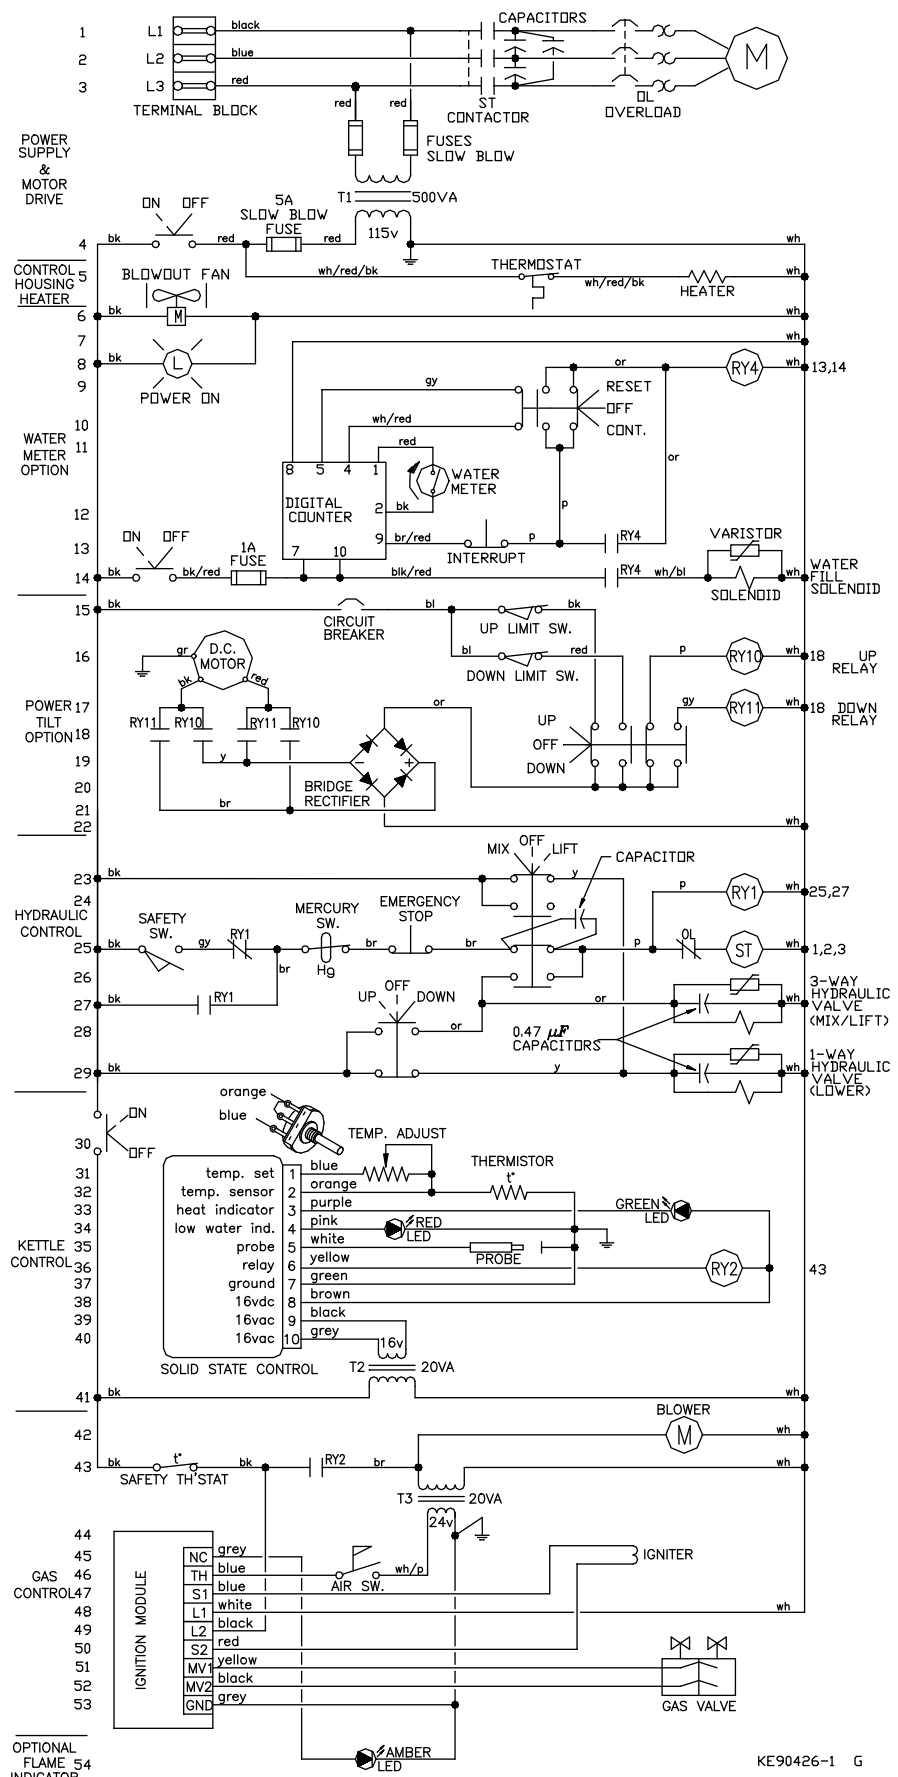 1 L1 black CAPACITORS
2 L2 blue M
3 L3 red
TERMINAL BLOCK
red red ST CONTACTOR
OL OVERLOAD
POWER SUPPLY & MOTOR DRIVE
FUSES SLOW BLOW
T1 500VA
115v
ON OFF
5A SLOW BLOW FUSE
4 bk red red wh
CONTROL HOUSING HEATER
5 wh/red/bk THERMOSTAT wh/red/bk HEATER wh
BLOWOUT FAN
6 bk M wh
7 wh
8 bk L or RY4 wh 13,14
POWER ON
9 gy RESET
OFF
10 wh/red CONT.
WATER METER OPTION
11 red
8 5 4 1
WATER METER
or
DIGITAL COUNTER
2 bk
p
12
9 br/red INTERRUPT p RY4
13
ON OFF
1A FUSE
7 10
VARISTOR
14 bk/red blk/red RY4 wh/bl SOLENOID wh
WATER FILL SOLENOID
15 bk CIRCUIT BREAKER bl UP LIMIT SW. bk
16 gr D.C. MOTOR bl DOWN LIMIT SW. red p RY10 wh 18 UP RELAY
bk red
POWER TILT OPTION
17 or gy RY11 wh 18 DOWN RELAY
18 RY11 RY10 RY11 RY10
UP
OFF
DOWN
19 y - +
20 BRIDGE RECTIFIER
21 br
22 wh
OFF
MIX LIFT
CAPACITOR
23 bk y
p RY1 wh 25,27
24
HYDRAULIC CONTROL
SAFETY SW.
RY1
MERCURY SW.
EMERGENCY STOP
25 bk gy br br p OL ST wh 1,2,3
Hg
br
26
OFF
UP DOWN
27 bk RY1 or wh
3-WAY HYDRAULIC VALVE (MIX/LIFT)
28 or
0.47 µF CAPACITORS
29 y wh
1-WAY HYDRAULIC VALVE (LOWER)
orange
blue
ON
OFF
30
TEMP. ADJUST
31 temp. set 1 blue
THERMISTOR
t°
32 temp. sensor 2 orange
33 heat indicator 3 purple GREEN LED
34 low water ind. 4 pink RED LED
KETTLE CONTROL
35 probe 5 white PROBE
36 relay 6 yellow RY2 43
37 ground 7 green
38 16vdc 8 brown
39 16vac 9 black
40 16vac 10 grey 16v
SOLID STATE CONTROL
T2 20VA
41 bk wh
BLOWER
42 M wh
43 bk t° SAFETY TH'STAT bk RY2 br wh
T3 20VA
24v
44
45 NC grey
IGNITER
46 TH blue AIR SW. wh/p
GAS CONTROL
47 S1 blue
48 L1 white wh
49 L2 black
50 S2 red
51 MV1 yellow
52 MV2 black
GAS VALVE
53 GND grey
IGNITION MODULE
OPTIONAL FLAME INDICATOR
54 AMBER LED
KE90426-1 G